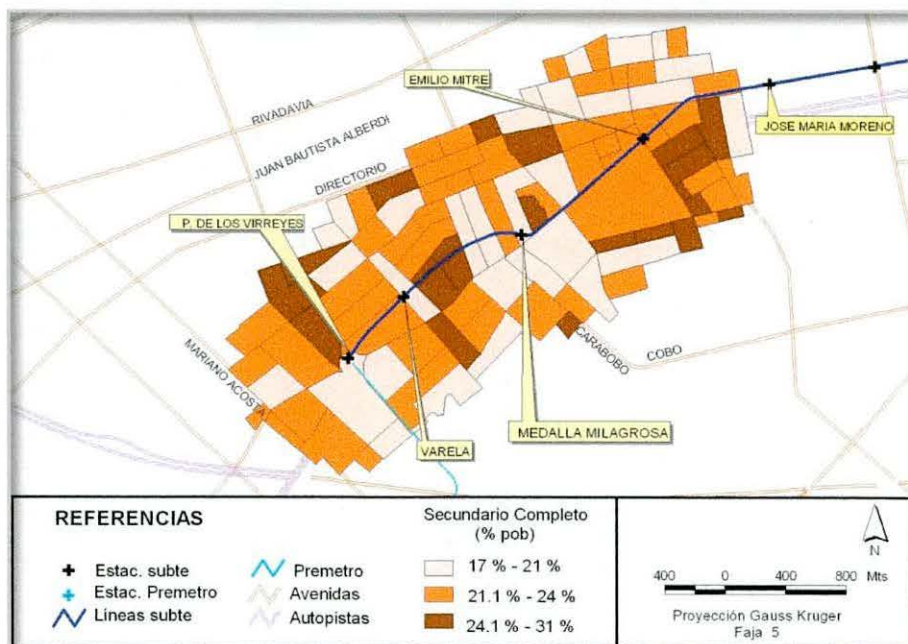 EMILIO MITRE
RIVADAVIA
JOSE MARIA MORENO
JUAN BAUTISTA ALBERDI
DIRECTORIO
P. DE LOS VIRREYES
MARIANO ACOSTA
CARABOBO
COBO
MEDALLA MILAGROSA
VARELA
REFERENCIAS
Estac. subte
Estac. Premetro
Lineas subte
Premetro
Avenidas
Autopistas
Secundario Completo
(% pob)
17 % - 21 %
21.1 % - 24 %
24.1 % - 31 %
N
400 0 400 800 Mts
Proyección Gauss Kruger
Faja 5